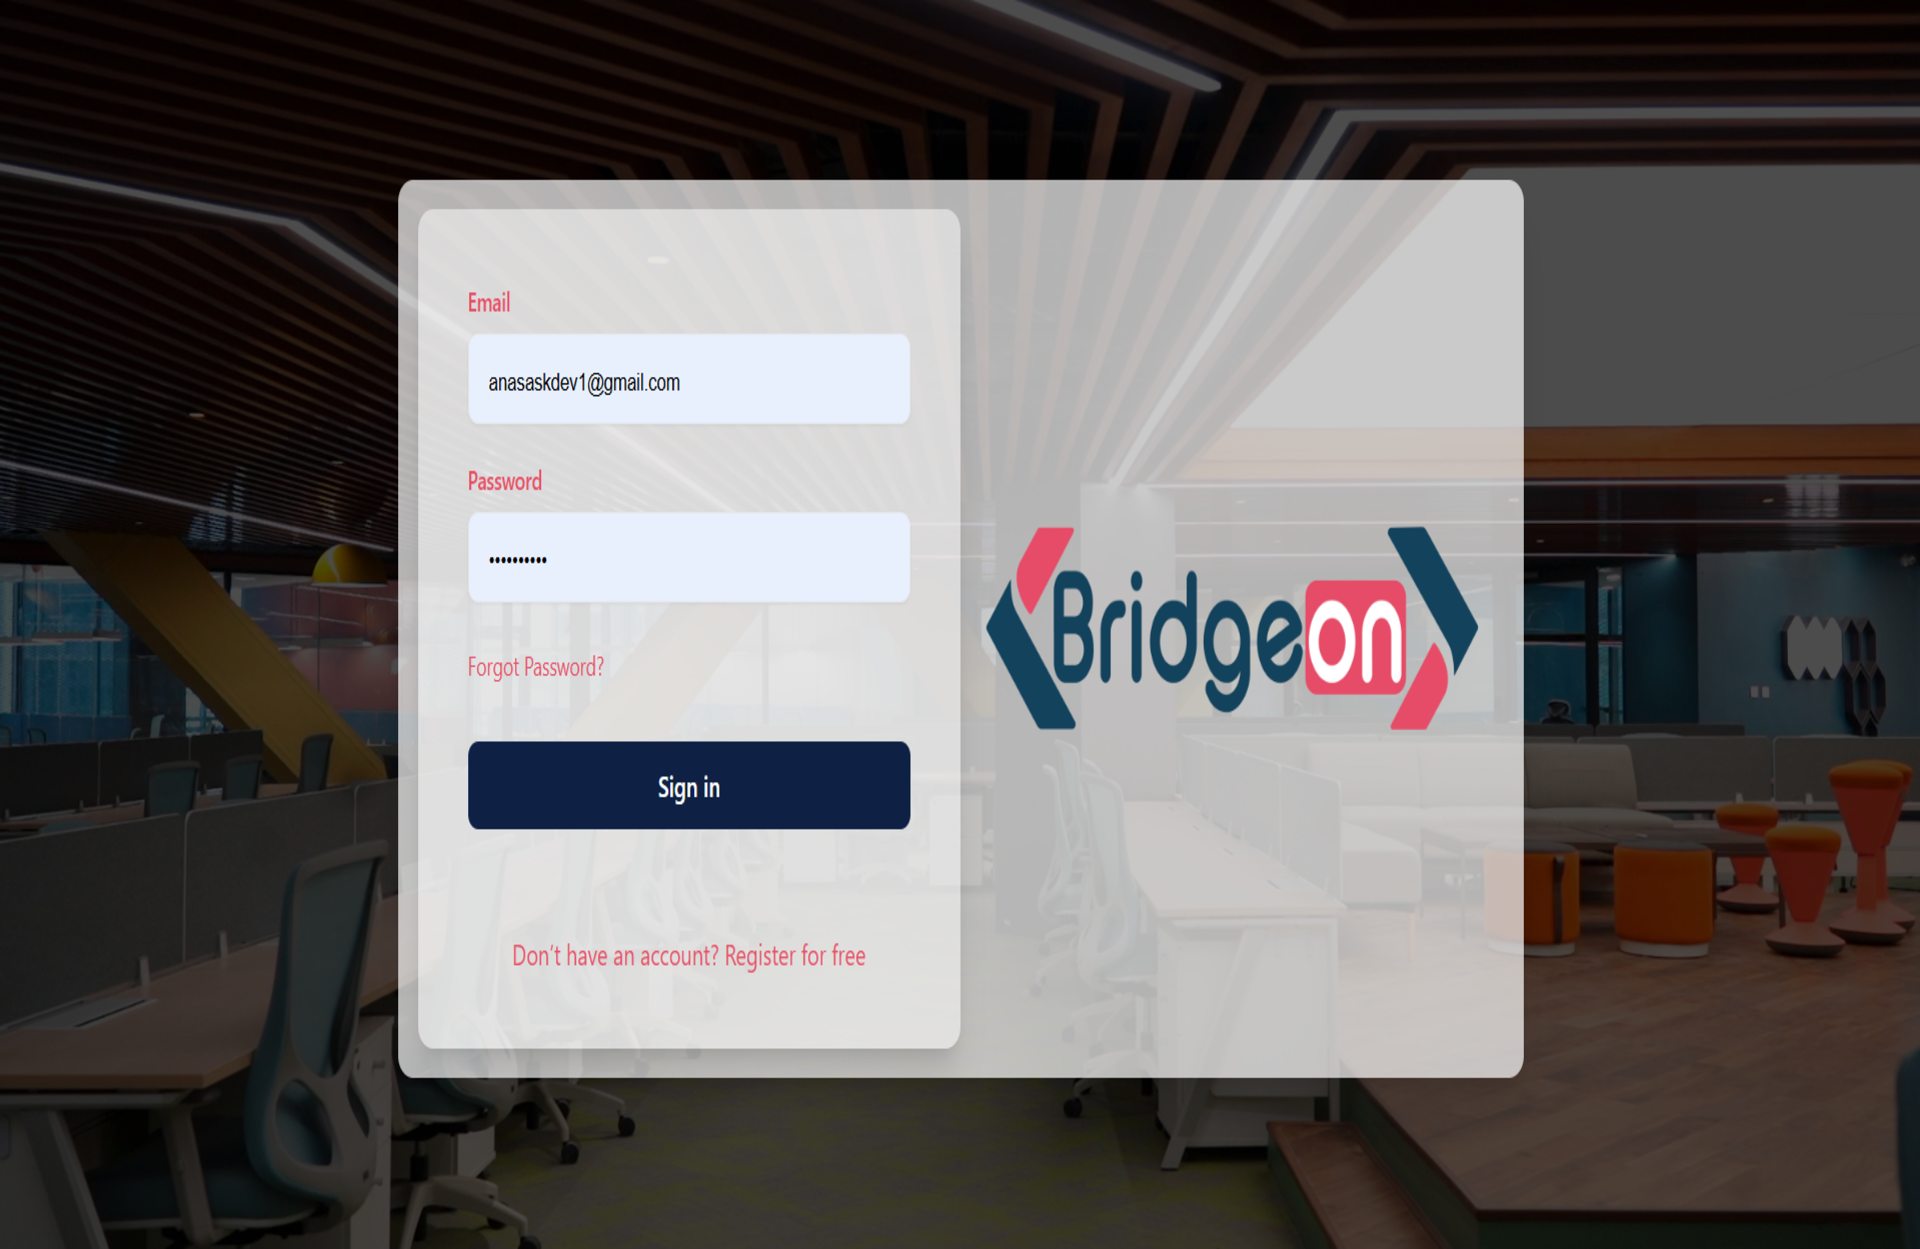 Email
anasaskdev1@gmail.com
Password
••••••••••
Forgot Password?
Sign in
Don't have an account? Register for free
Bridgeon